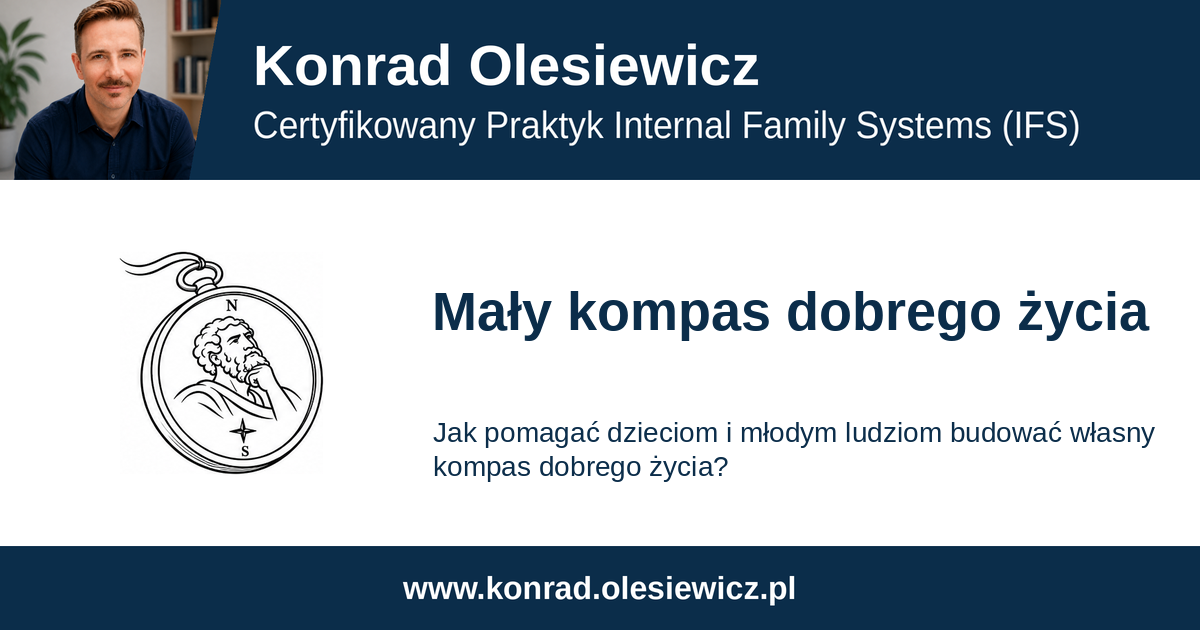 Konrad Olesiewicz
Certyfikowany Praktyk Internal Family Systems (IFS)
N
S
Mały kompas dobrego życia
Jak pomagać dzieciom i młodym ludziom budować własny
kompas dobrego życia?
www.konrad.olesiewicz.pl